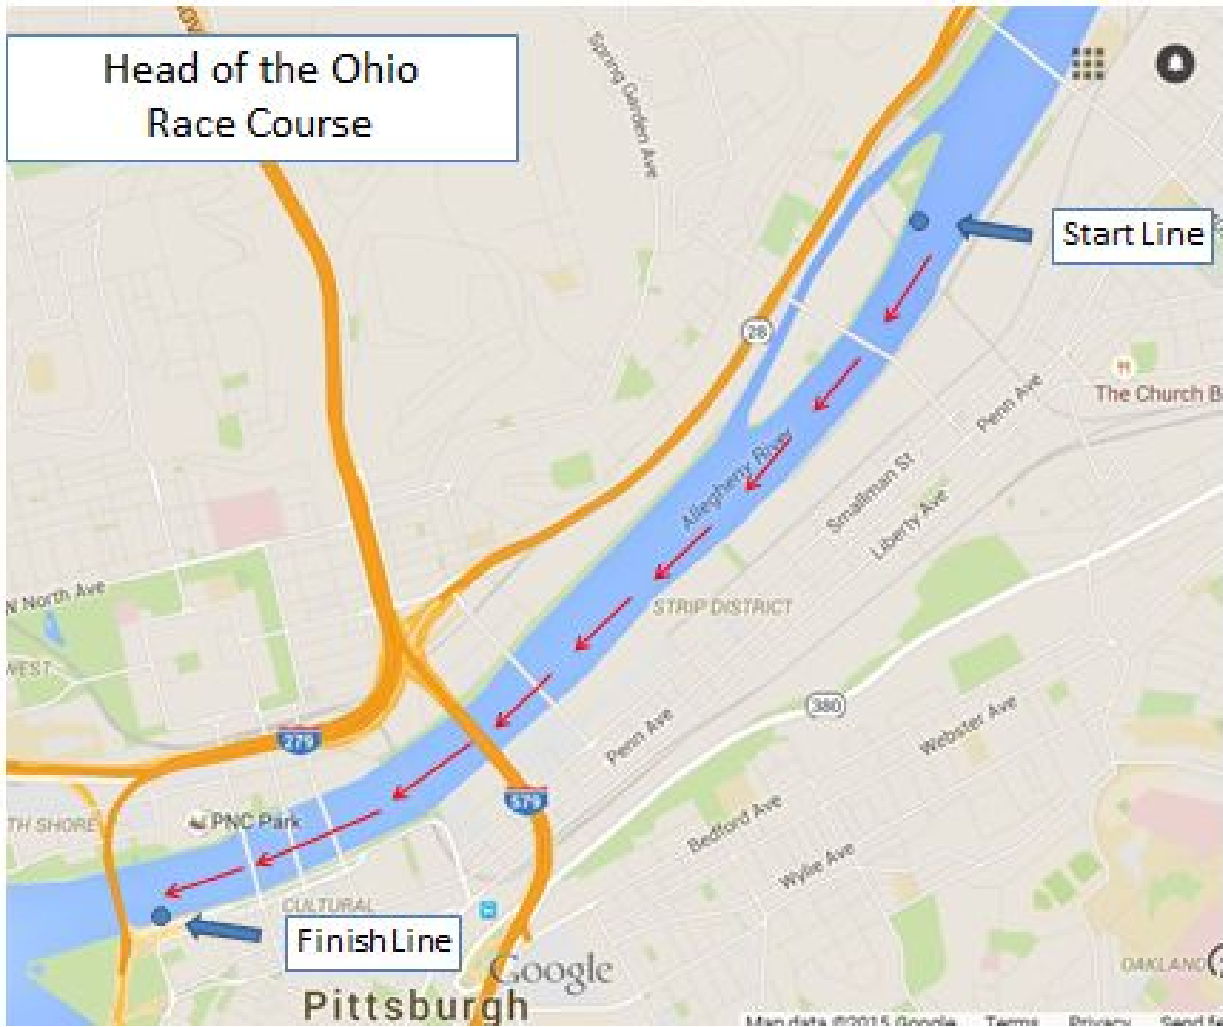 Head of the Ohio
Race Course
Spring Garden Ave
Start Line
28
The Church B
Penn Ave
Allegheny River
Smallman St
Liberty Ave
W North Ave
STRIP DISTRICT
WEST
380
Penn Ave
Webster Ave
279
579
TH SHORE
PNC Park
Bedford Ave
Wylie Ave
CULTURAL
Finish Line
Google
OAKLAND
Pittsburgh
Map data ©2015 Google Terms Privacy Send fe